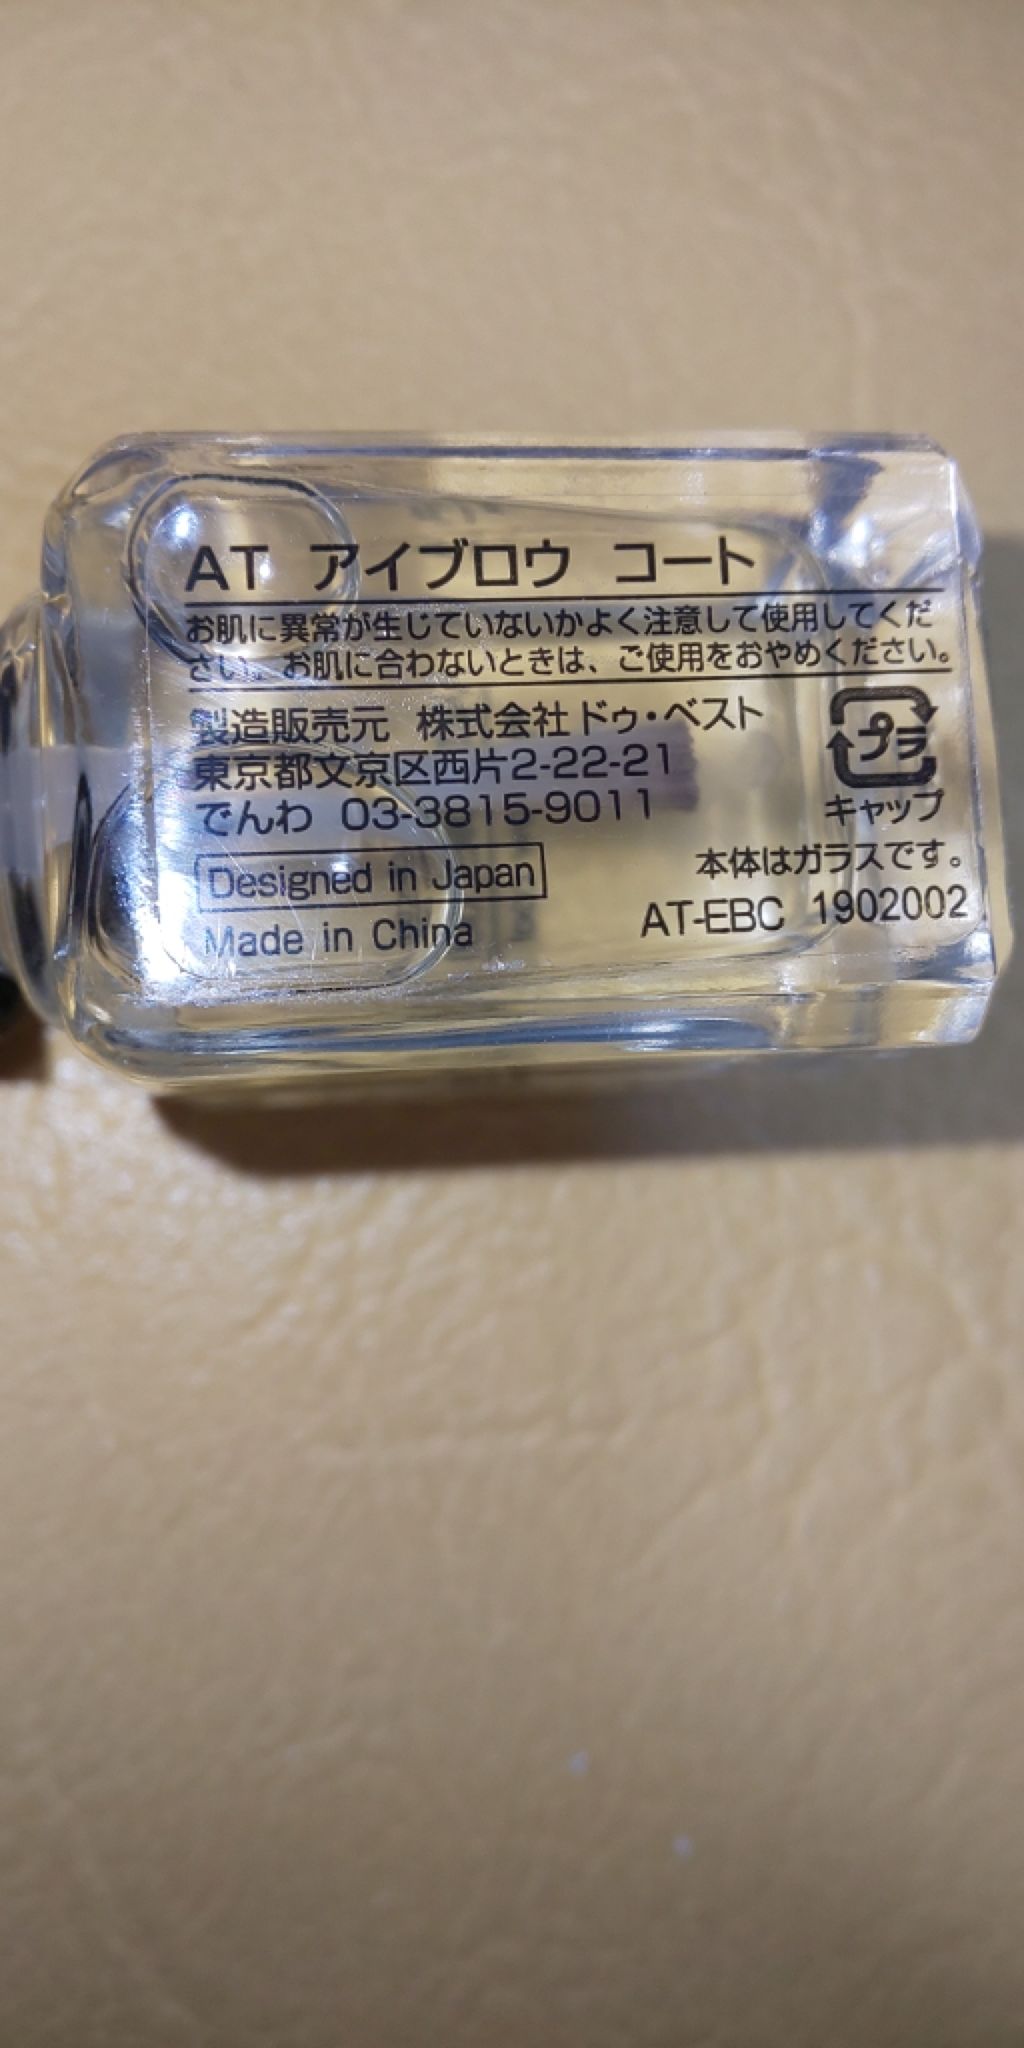 AT アイブロウ コート
お肌に異常が生じていないかよく注意して使用してくだ
さい。お肌に合わないときは、ご使用をおやめください。
製造販売元 株式会社ドゥ・ベスト
東京都文京区西片2-22-21
でんわ 03-3815-9011
プラ
キャップ
本体はガラスです。
Designed in Japan
Made in China
AT-EBC 1902002